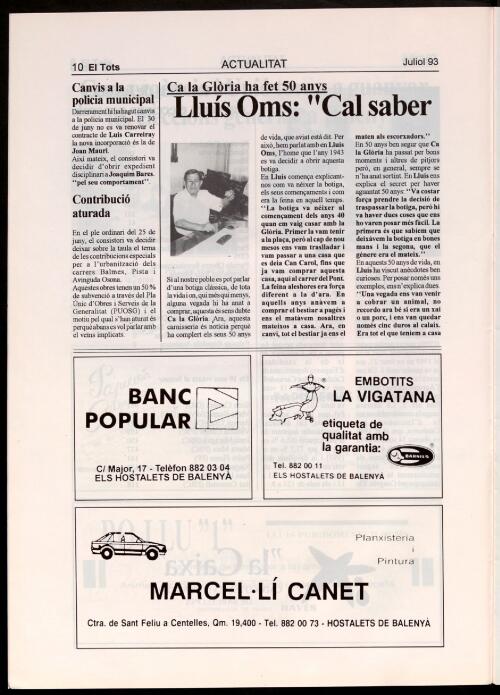 10 El Tots
ACTUALITAT
Juliol 93
Canvis a la
policia municipal
Darrerament hi ha hagut canvis
a la policia municipal. El 30
de juny no es va renovar el
contracte de Luis Carreiray
la nova incorporació és la de
Joan Maurí.
Així mateix, el consistori va
decidir d'obrir expedient
disciplinari a Joaquim Bares.
"pel seu comportament".
Contribució
aturada
En el ple ordinari del 25 de
juny, el consistori va decidir
deixar sobre la taula el tema
de les contribucions especials
per a l'urbanització dels
carrers Balmes, Pista i
Avinguda Osona.
Aquestes obres tenen un 50 %
de subvenció a través del Pla
Únic d'Obres i Serveis de la
Generalitat (PUOSG) i el
motiu pel qual s'han aturat és
perquè abans es vol parlar amb
el veïns implicats.
Ca la Glòria ha fet 50 anys
Lluís Oms: "Cal saber
Si al nostre poble es pot parlar
d'una botiga clàssica, de tota
la vida i on, qui més qui menys,
alguna vegada hi ha anat a
comprar, aquesta és sens dubte
Ca la Glòria. Ara, aquesta
carnisseria és notícia perquè
ha complert els seus 50 anys
de vida, que aviat està dit. Per
això, hem parlat amb en Lluís
Oms, l'home que l'any 1943
es va decidir a obrir aquesta
botiga.
En Lluís comença explicant-
nos com va néixer la botiga,
els seus començaments i com
era la feina en aquell temps.
"La botiga va néixer al
començament dels anys 40
quan em vaig casar amb la
Glòria. Primer la vam tenir
a la plaça, però al cap de nou
mesos ens vam traslladar i
vam passar a una casa que
es deia Can Carol, fins que
ja vam comprar aquesta
casa, aquí al carrer del Pont.
La feina aleshores era força
diferent a la d'ara. En
aquells anys anàvem a
comprar el bestiar a pagès i
ens el matàvem nosaltres
mateixos a casa. Ara, en
canvi, tot el bestiar ja ens el
maten als escorxadors."
En 50 anys ben segur que Ca
la Glòria ha passat per bons
moments i altres de pitjors
però, en general, sempre se
n'ha anat sortint. En Lluís ens
explica el secret per haver
aguantat 50 anys: "Va costar
força prendre la decisió de
traspassar la botiga, però hi
va haver dues coses que ens
ho varen posar més fàcil. La
primera és que sabíem que
deixàvem la botiga en bones
mans i la segona, que el
gènere era el mateix."
En aquests 50 anys de vida, en
Lluís ha viscut anècdotes ben
curioses. Per posar només uns
exemples, ens n'explica dues.
"Una vegada ens van venir
a cobrar un animal, no
recordo ara bé si era un xai
o un porc, i ens van quedar
només cinc duros al calaix.
Era tot el que teníem a casa
BANC
POPULAR
C/ Major, 17 - Telèfon 882 03 04
ELS HOSTALETS DE BALENYÀ
EMBOTITS
LA VIGATANA
etiqueta de
qualitat amb
la garantia:
BARNIUS
Tel. 882 00 11
ELS HOSTALETS DE BALENYÀ
Planxisteria
i
Pintura
MARCEL·LÍ CANET
Ctra. de Sant Feliu a Centelles, Qm. 19,400 - Tel. 882 00 73 - HOSTALETS DE BALENYÀ